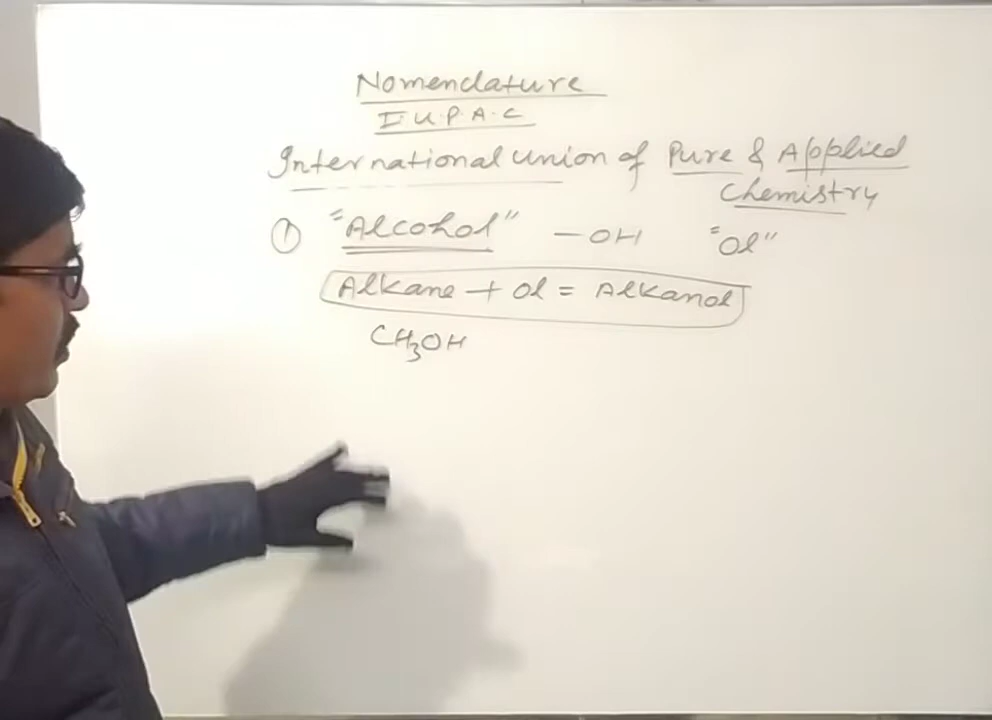 Nomenclature
I.U.P.A.C
International union of Pure & Applied
Chemistry
① "Alcohol" -OH "Ol"
Alkane + Ol = Alkanol
CH₃OH